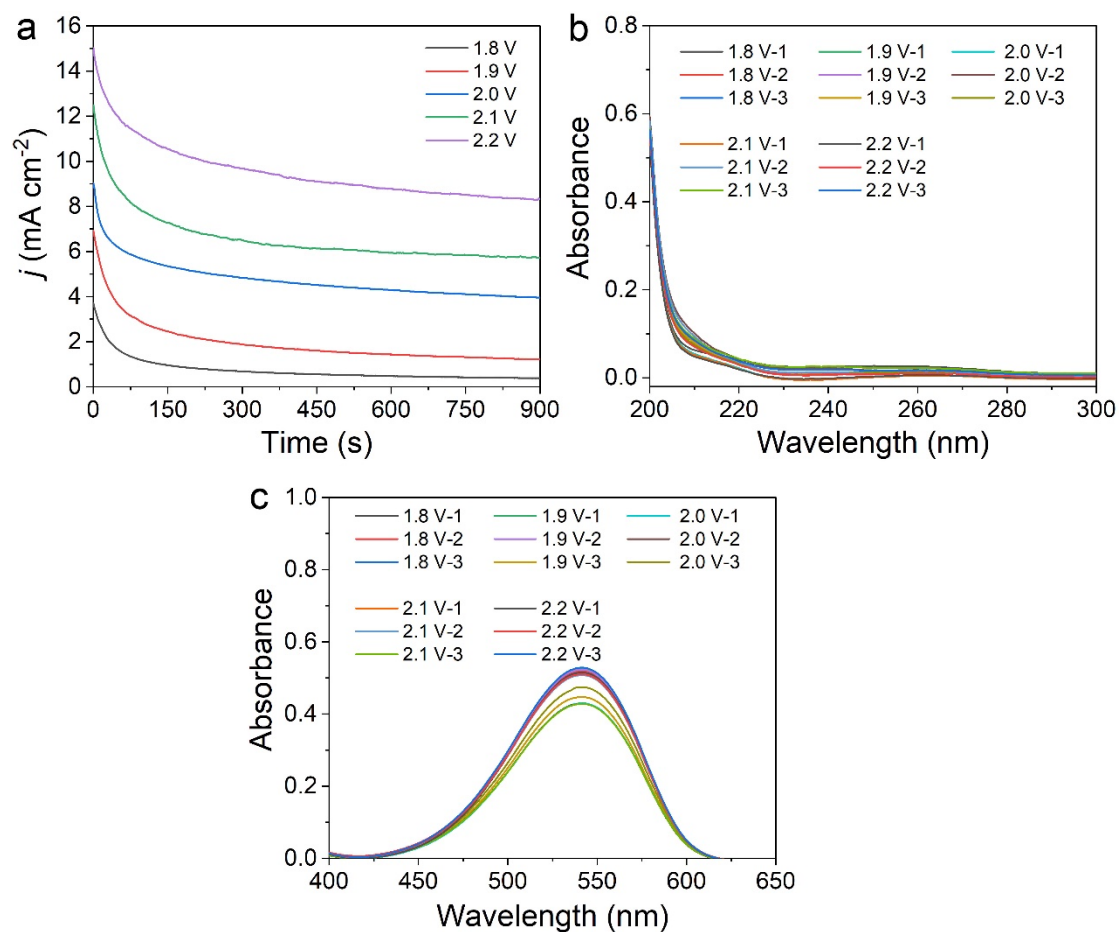 a
16
14
12
10
8
6
4
2
0
j (mA cm⁻²)
1.8 V
1.9 V
2.0 V
2.1 V
2.2 V
0 150 300 450 600 750 900
Time (s)
b
0.8
0.6
0.4
0.2
0.0
Absorbance
1.8 V-1 1.9 V-1 2.0 V-1
1.8 V-2 1.9 V-2 2.0 V-2
1.8 V-3 1.9 V-3 2.0 V-3
2.1 V-1 2.2 V-1
2.1 V-2 2.2 V-2
2.1 V-3 2.2 V-3
200 220 240 260 280 300
Wavelength (nm)
c
1.0
0.8
0.6
0.4
0.2
0.0
Absorbance
1.8 V-1 1.9 V-1 2.0 V-1
1.8 V-2 1.9 V-2 2.0 V-2
1.8 V-3 1.9 V-3 2.0 V-3
2.1 V-1 2.2 V-1
2.1 V-2 2.2 V-2
2.1 V-3 2.2 V-3
400 450 500 550 600 650
Wavelength (nm)